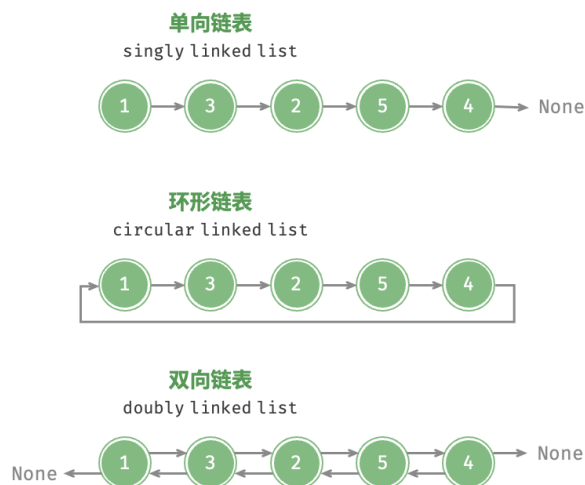 单向链表
singly linked list
1 3 2 5 4 None
环形链表
circular linked list
1 3 2 5 4
双向链表
doubly linked list
None 1 3 2 5 4 None